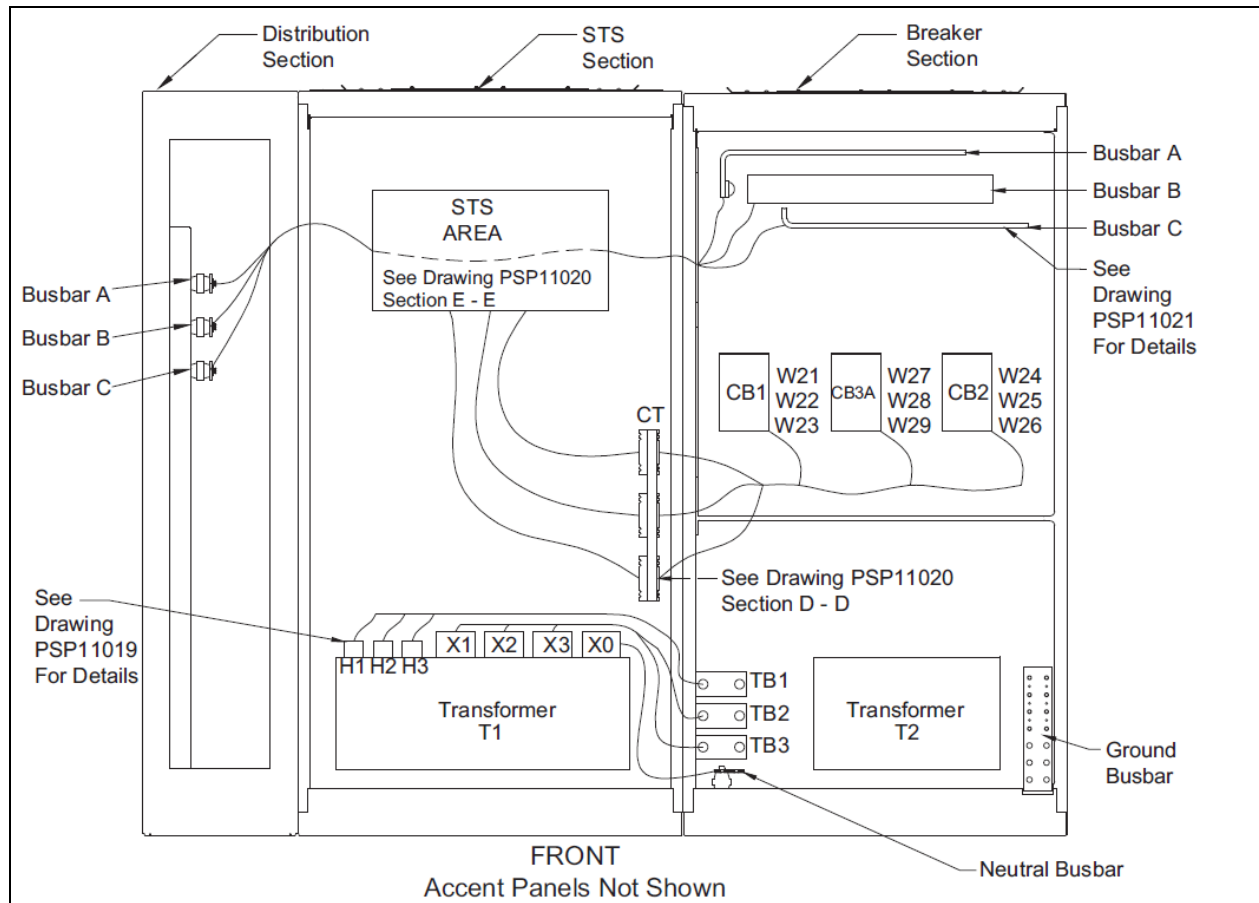 Distribution
Section
STS
Section
Breaker
Section
Busbar A
Busbar B
Busbar C
See
Drawing
PSP11021
For Details
STS
AREA
See Drawing PSP11020
Section E - E
Busbar A
Busbar B
Busbar C
CB1
W21
W22
W23
CB3A
W27
W28
W29
CB2
W24
W25
W26
CT
See Drawing PSP11020
Section D - D
See
Drawing
PSP11019
For Details
H1
H2
H3
X1
X2
X3
X0
Transformer
T1
TB1
TB2
TB3
Transformer
T2
Ground
Busbar
Neutral Busbar
FRONT
Accent Panels Not Shown